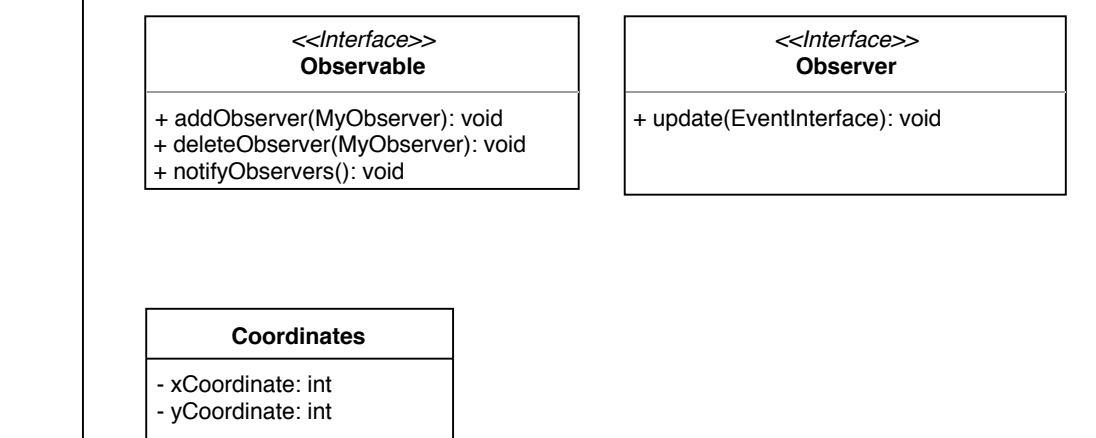 <<Interface>>
Observable
+ addObserver(MyObserver): void
+ deleteObserver(MyObserver): void
+ notifyObservers(): void
<<Interface>>
Observer
+ update(EventInterface): void
Coordinates
- xCoordinate: int
- yCoordinate: int